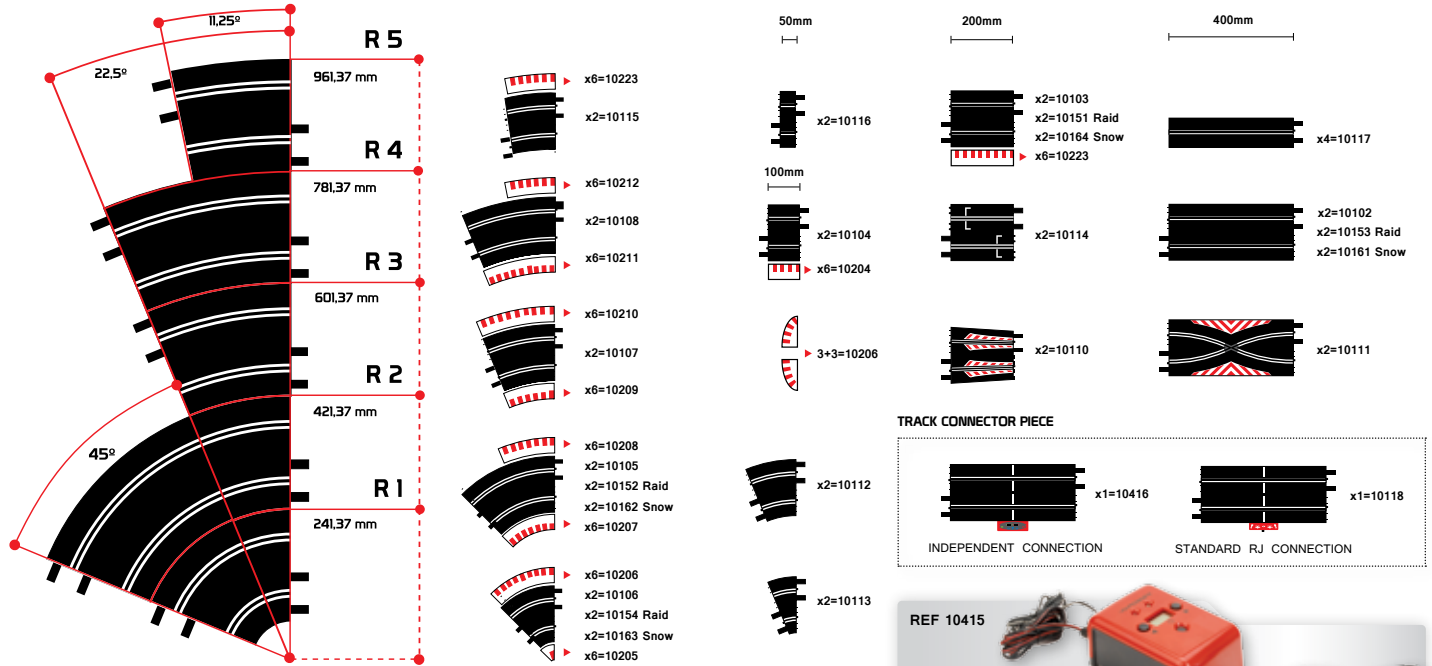 11,25º
22,5º
R 5
961,37 mm
R 4
781,37 mm
R 3
601,37 mm
R 2
421,37 mm
45º
R 1
241,37 mm
x6=10223
x2=10115
x6=10212
x2=10108
x6=10211
x6=10210
x2=10107
x6=10209
x6=10208
x2=10105
x2=10152 Raid
x2=10162 Snow
x6=10207
x6=10206
x2=10106
x2=10154 Raid
x2=10163 Snow
x6=10205
50mm
x2=10116
100mm
x2=10104
x6=10204
3+3=10206
x2=10112
x2=10113
200mm
x2=10103
x2=10151 Raid
x2=10164 Snow
x6=10223
x2=10114
x2=10110
400mm
x4=10117
x2=10102
x2=10153 Raid
x2=10161 Snow
x2=10111
TRACK CONNECTOR PIECE
x1=10416
INDEPENDENT CONNECTION
x1=10118
STANDARD RJ CONNECTION
REF 10415